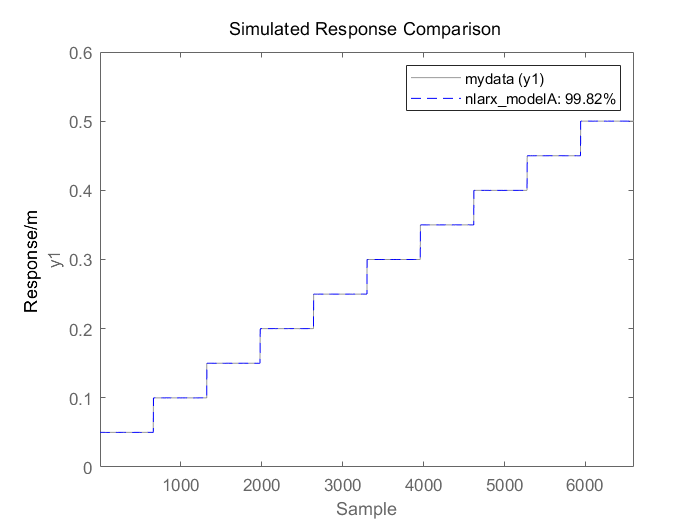 Simulated Response Comparison
mydata (y1)
nlarx_modelA: 99.82%
Response/m
y1
0.6
0.5
0.4
0.3
0.2
0.1
0
1000 2000 3000 4000 5000 6000
Sample